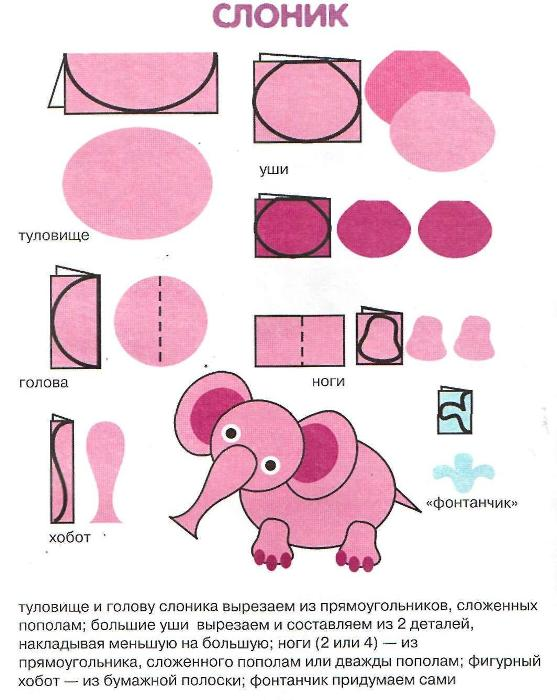 СЛОНИК
уши
туловище
голова
ноги
«фонтанчик»
хобот
туловище и голову слоника вырезаем из прямоугольников, сложенных
пополам; большие уши вырезаем и составляем из 2 деталей,
накладывая меньшую на большую; ноги (2 или 4) — из
прямоугольника, сложенного пополам или дважды пополам; фигурный
хобот — из бумажной полоски; фонтанчик придумаем сами